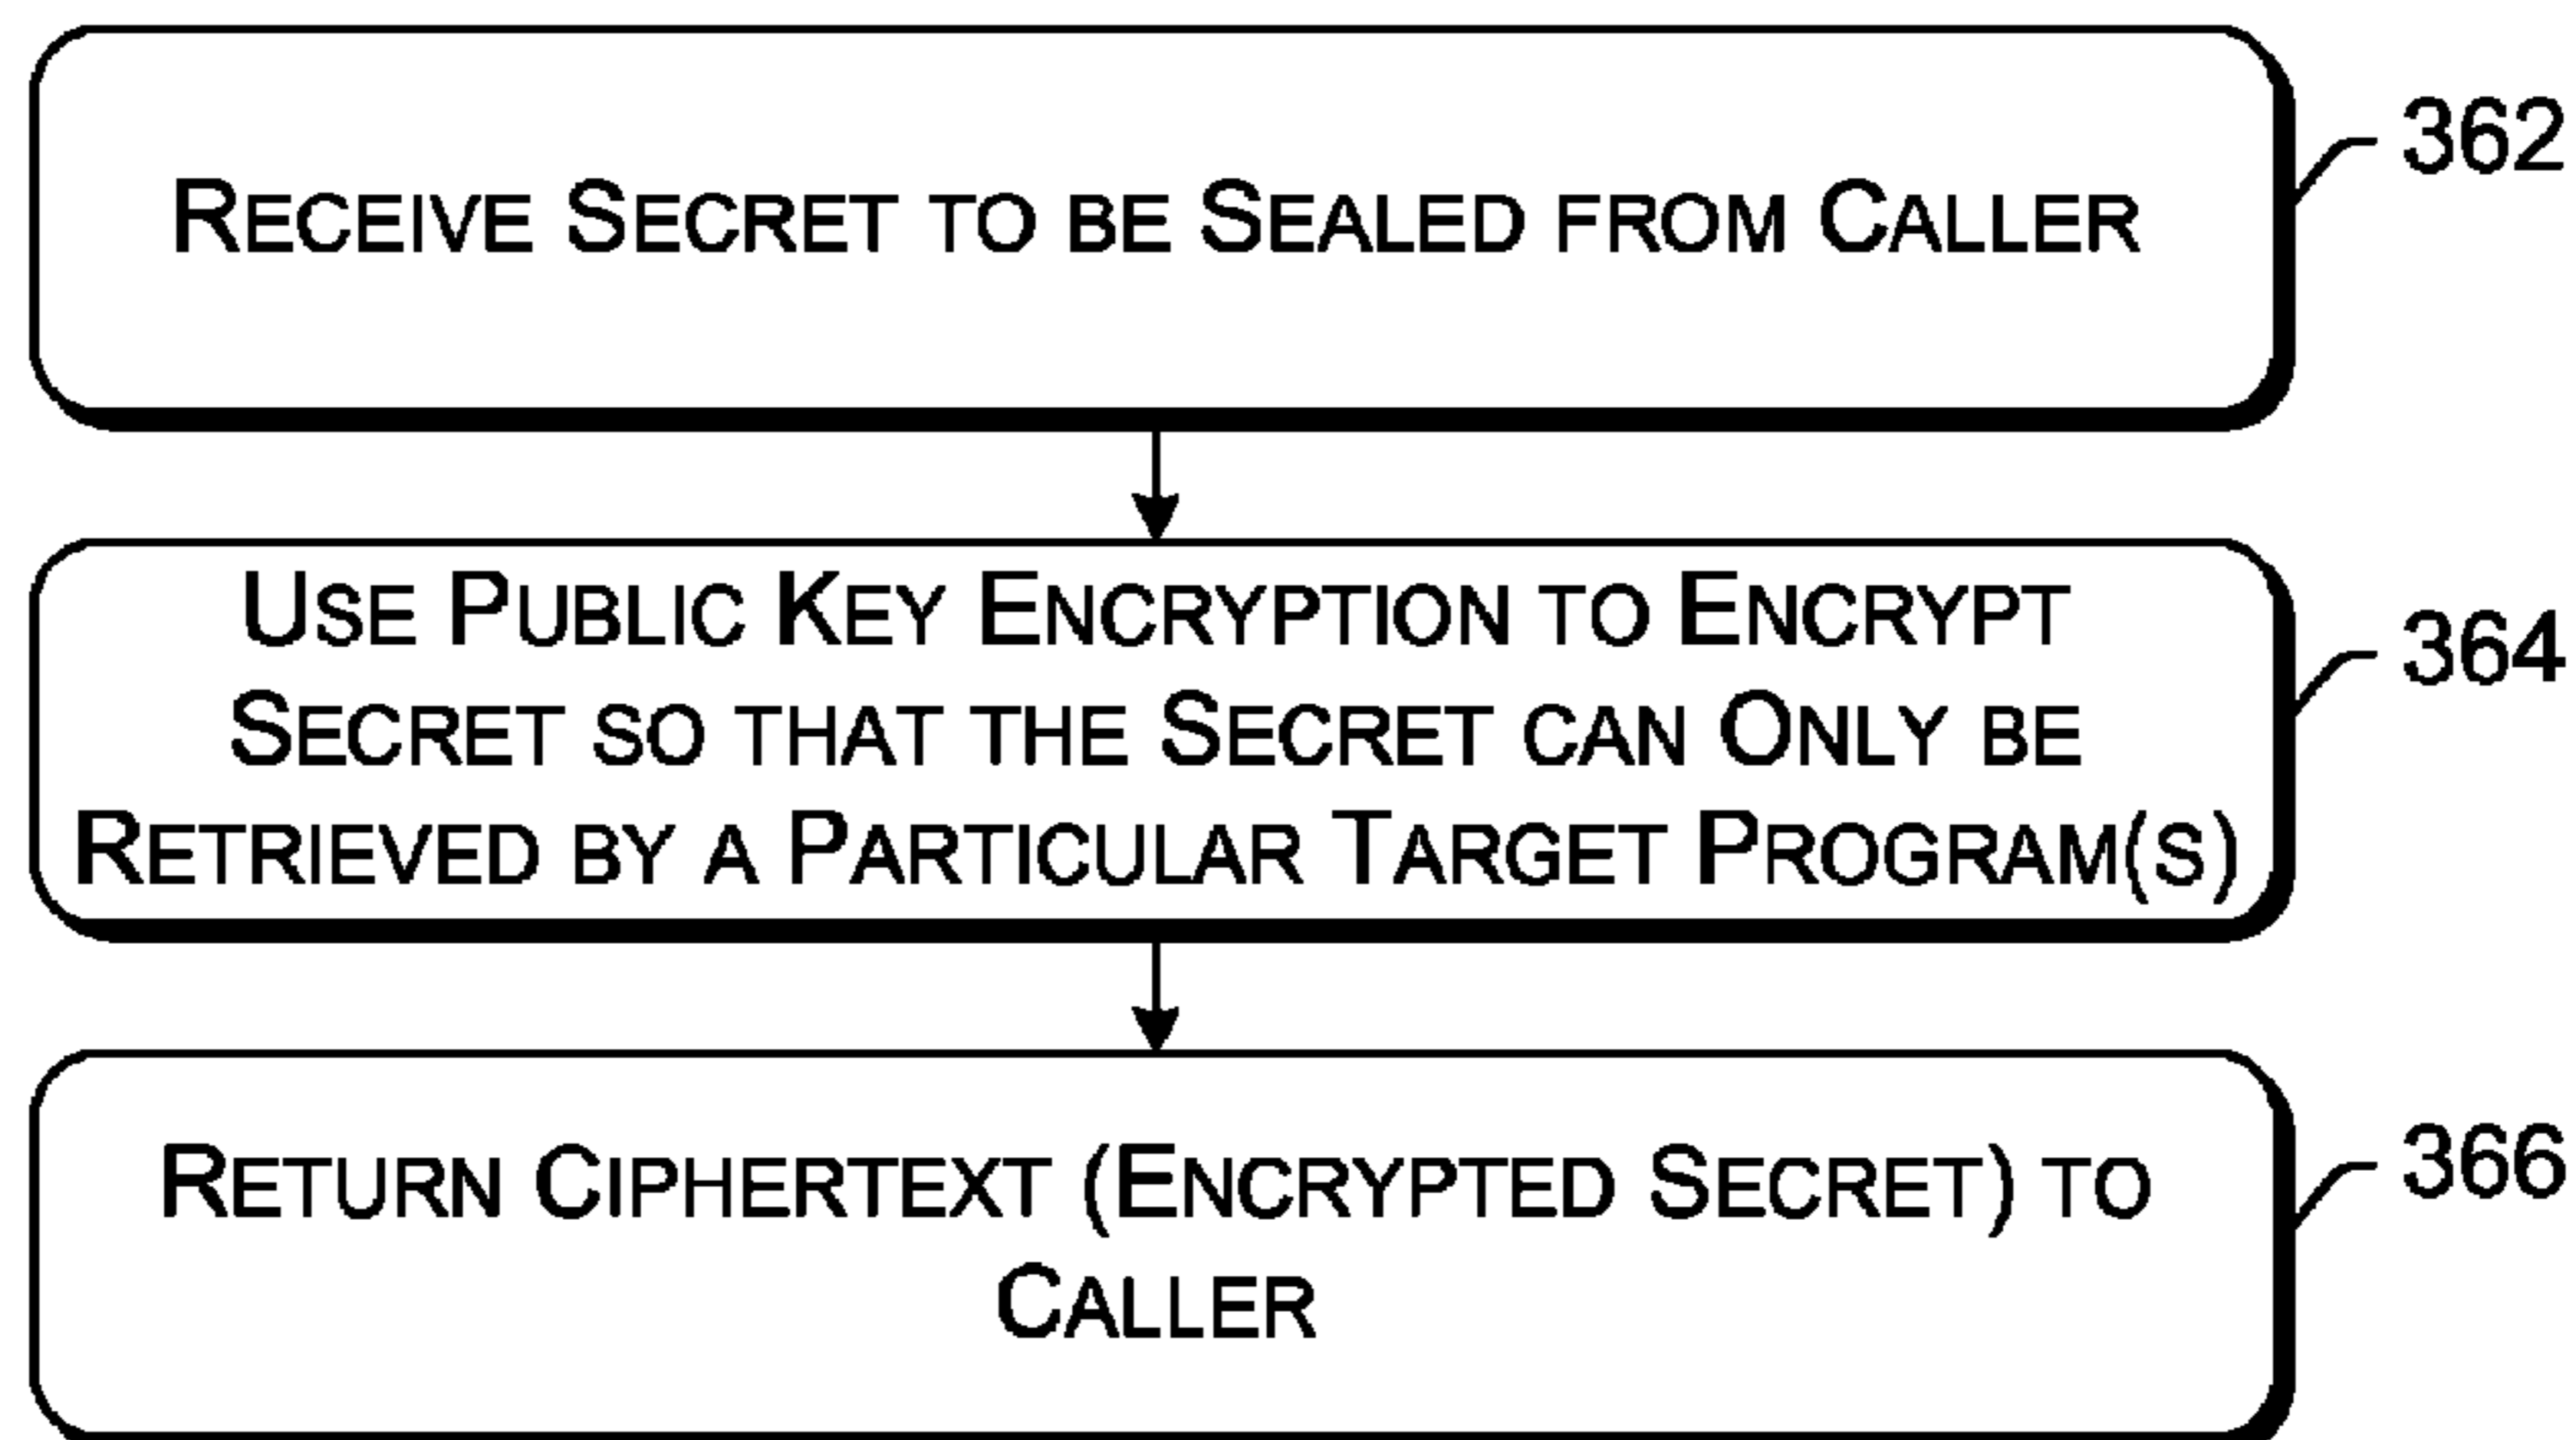 RECEIVE SECRET TO BE SEALED FROM CALLER
362
USE PUBLIC KEY ENCRYPTION TO ENCRYPT
SECRET SO THAT THE SECRET CAN ONLY BE
RETRIEVED BY A PARTICULAR TARGET PROGRAM(S)
364
RETURN CIPHERTEXT (ENCRYPTED SECRET) TO
CALLER
366